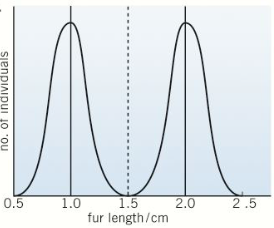 no. of individuals
0.5 1.0 1.5 2.0 2.5
fur length/cm